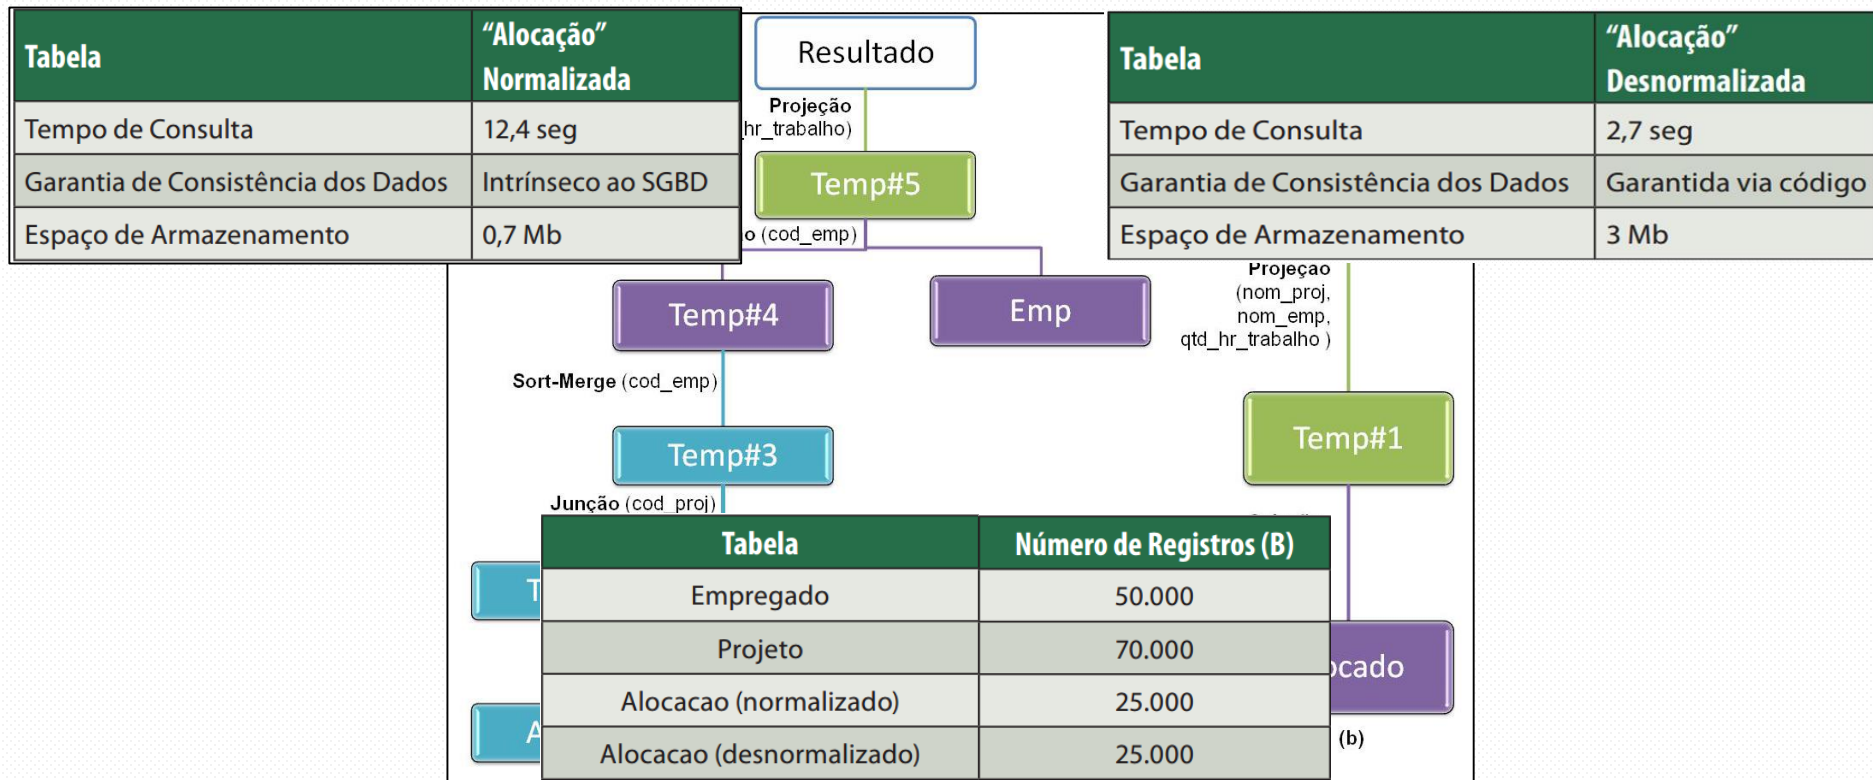 Tabela
“Alocação”
Normalizada
Tempo de Consulta
12,4 seg
Garantia de Consistência dos Dados
Intrínseco ao SGBD
Espaço de Armazenamento
0,7 Mb
Resultado
Projeção
_hr_trabalho)
Temp#5
(cod_emp)
Tabela
“Alocação”
Desnormalizada
Tempo de Consulta
2,7 seg
Garantia de Consistência dos Dados
Garantida via código
Espaço de Armazenamento
3 Mb
Temp#4
Emp
Projeção
(nom_proj,
nom_emp,
qtd_hr_trabalho )
Sort-Merge (cod_emp)
Temp#3
Temp#1
Junção (cod_proj)
Tabela
Número de Registros (B)
Empregado
50.000
Projeto
70.000
Alocacao (normalizado)
25.000
Alocacao (desnormalizado)
25.000
ocado
(b)